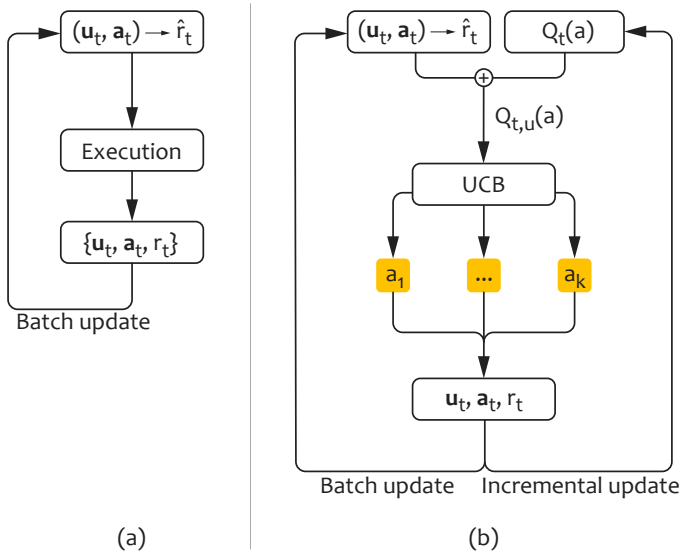 (u_t, a_t) → r̂_t
Execution
{u_t, a_t, r_t}
Batch update
(a)
(u_t, a_t) → r̂_t
Q_t(a)
+
Q_t,u(a)
UCB
a_1
...
a_k
u_t, a_t, r_t
Batch update
Incremental update
(b)